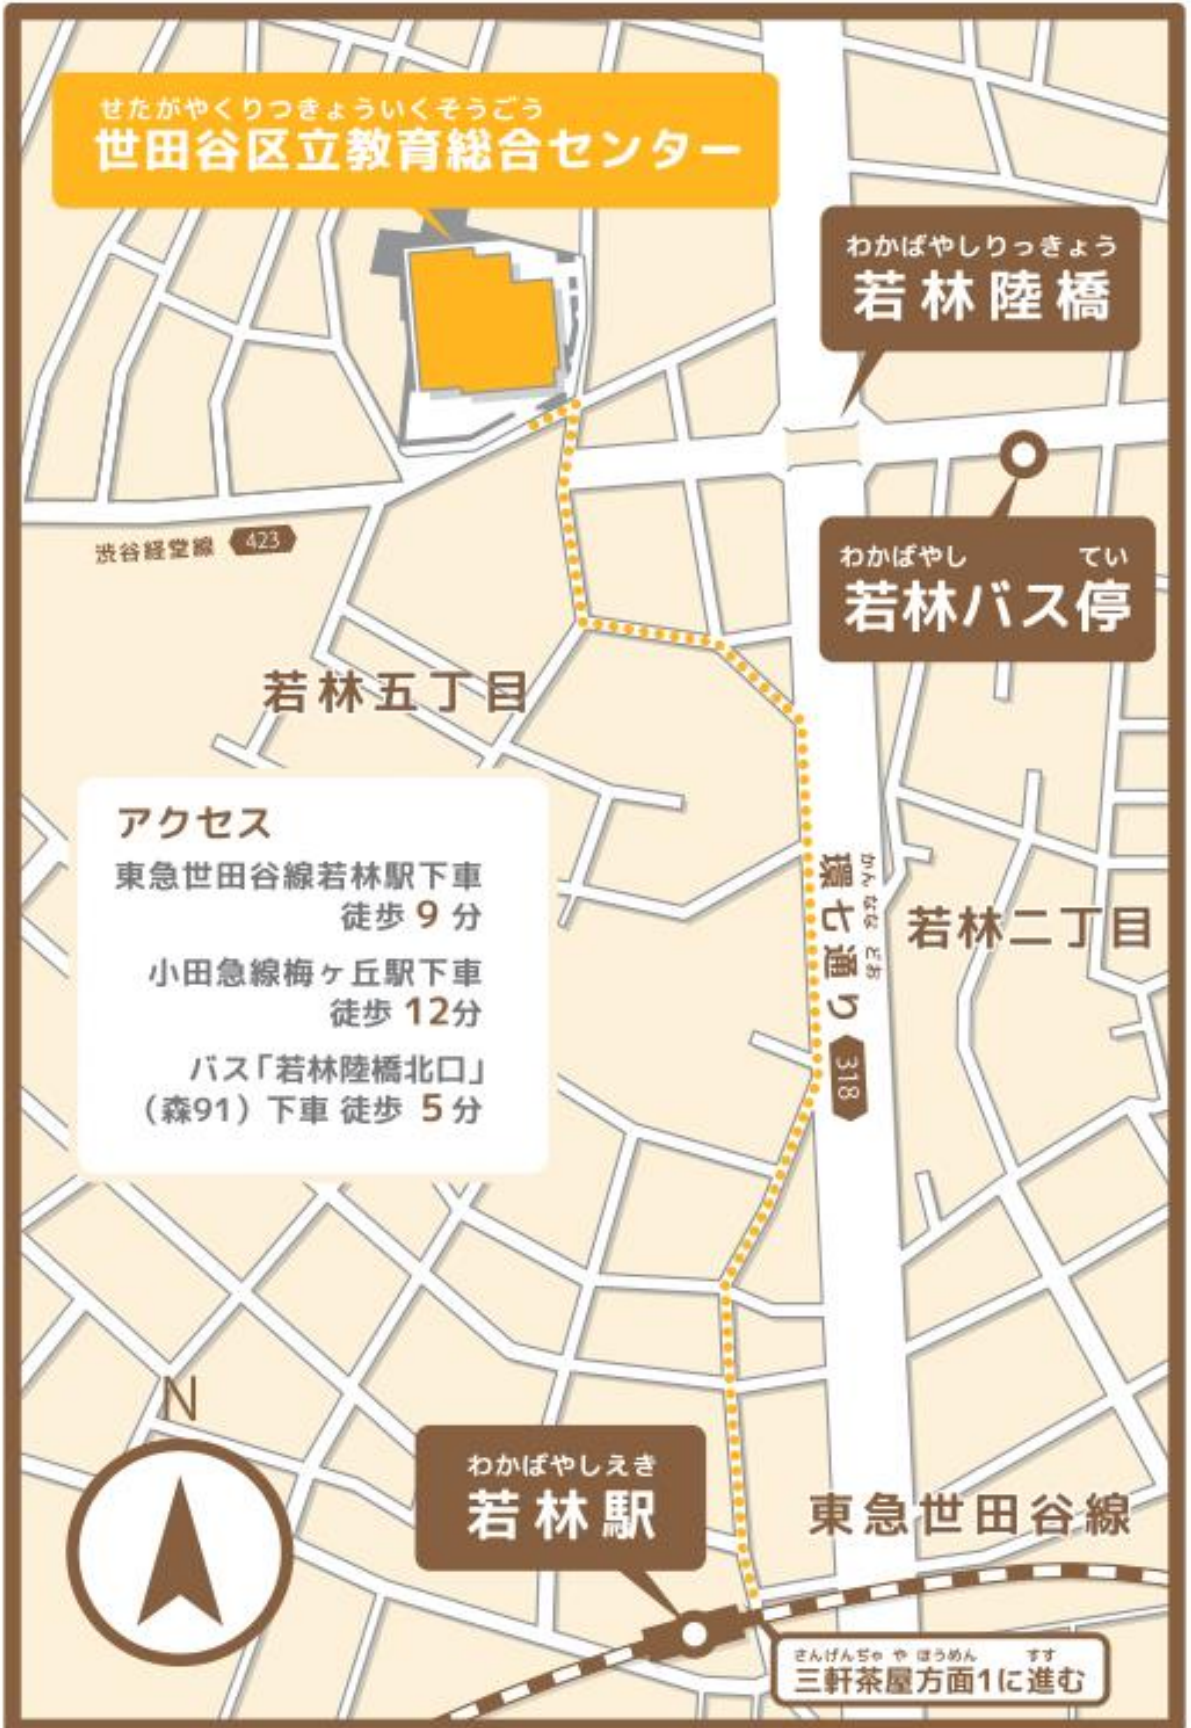 せたがやくりつきょういくそうごう
世田谷区立教育総合センター
わかばやしりっきょう
若林陸橋
渋谷経堂線 423
わかばやし てい
若林バス停
若林五丁目
アクセス
東急世田谷線若林駅下車
徒歩 9 分
小田急線梅ヶ丘駅下車
徒歩 12分
バス「若林陸橋北口」
（森91）下車 徒歩 5 分
かんなな どお
環七通り 318
若林二丁目
N
わかばやしえき
若林駅
東急世田谷線
さんげんぢゃ や ほうめん すす
三軒茶屋方面1に進む